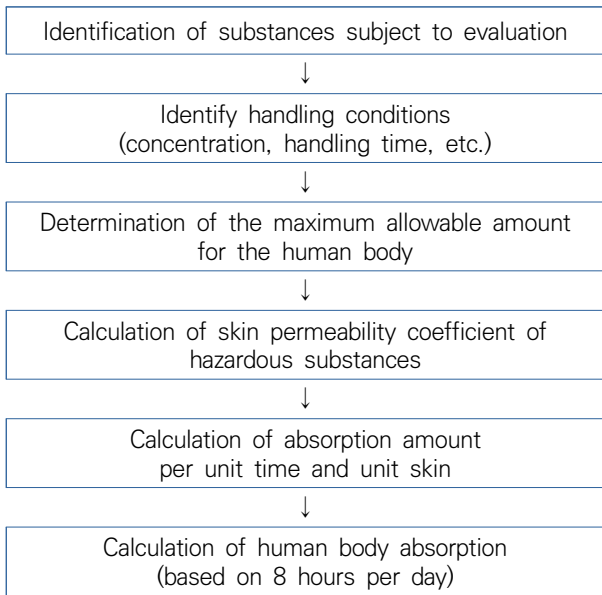 Identification of substances subject to evaluation
↓
Identify handling conditions
(concentration, handling time, etc.)
↓
Determination of the maximum allowable amount
for the human body
↓
Calculation of skin permeability coefficient of
hazardous substances
↓
Calculation of absorption amount
per unit time and unit skin
↓
Calculation of human body absorption
(based on 8 hours per day)